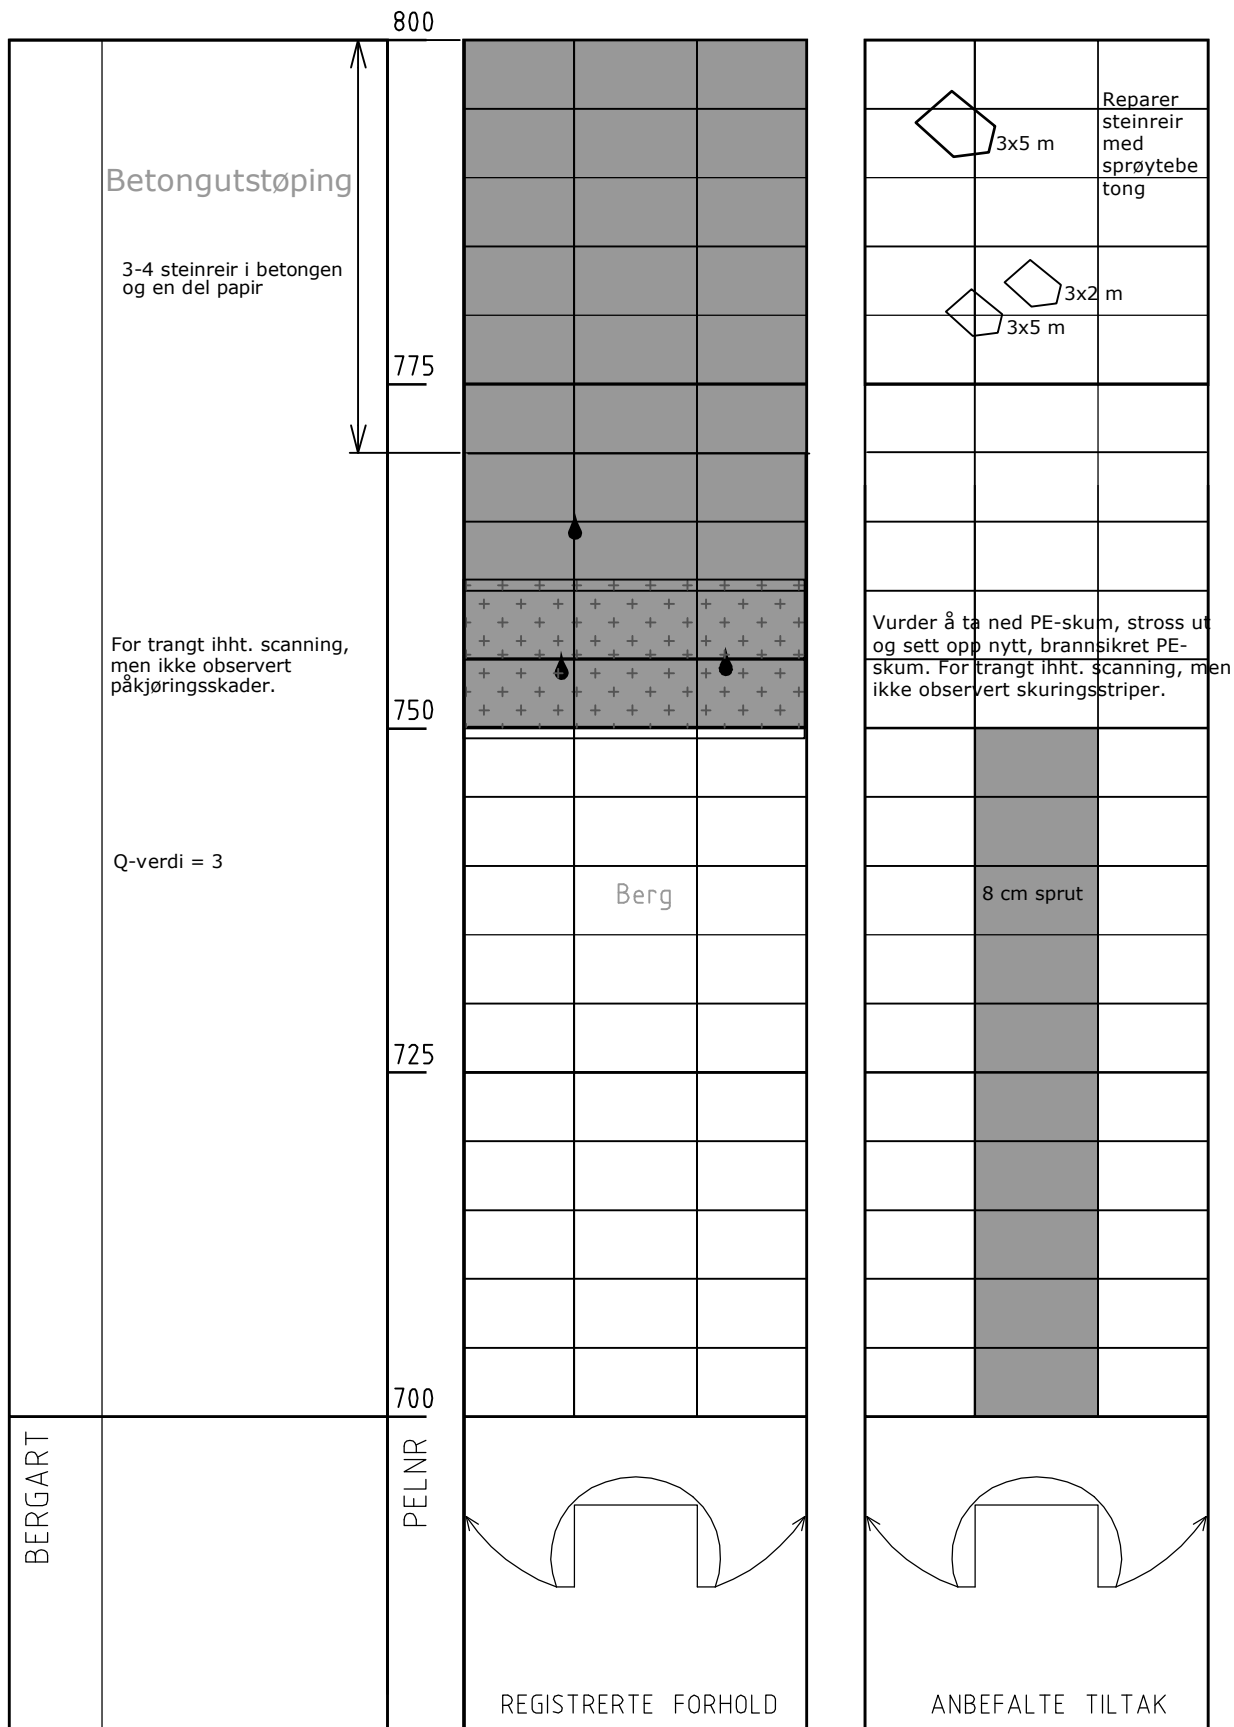 800
Betongutstøping
3-4 steinreir i betongen
og en del papir
Reparer
steinreir
med
sprøytebe
tong
3x5 m
3x2 m
3x5 m
775
For trangt ihht. scanning,
men ikke observert
påkjøringsskader.
Vurder å ta ned PE-skum, stross ut
og sett opp nytt, brannsikret PE-
skum. For trangt ihht. scanning, men
ikke observert skuringsstriper.
750
Q-verdi = 3
Berg
8 cm sprut
725
700
BERGART
PELNR
REGISTRERTE FORHOLD
ANBEFALTE TILTAK